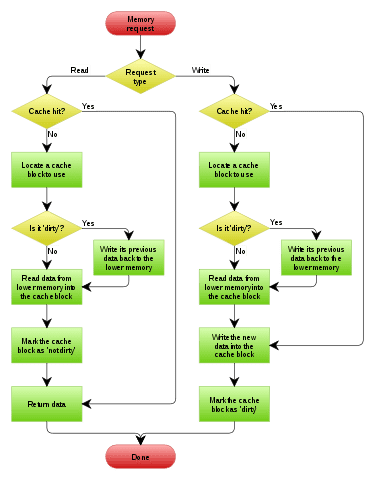 Memory
request
Read
Request
type
Write
Cache hit?
Yes
No
Locate a cache
block to use
Is it 'dirty'?
Yes
No
Write its previous
data back to the
lower memory
Read data from
lower memory into
the cache block
Mark the cache
block as 'not dirty'
Return data
Cache hit?
Yes
No
Locate a cache
block to use
Is it 'dirty'?
Yes
No
Write its previous
data back to the
lower memory
Read data from
lower memory into
the cache block
Write the new
data into the
cache block
Mark the cache
block as 'dirty'
Done